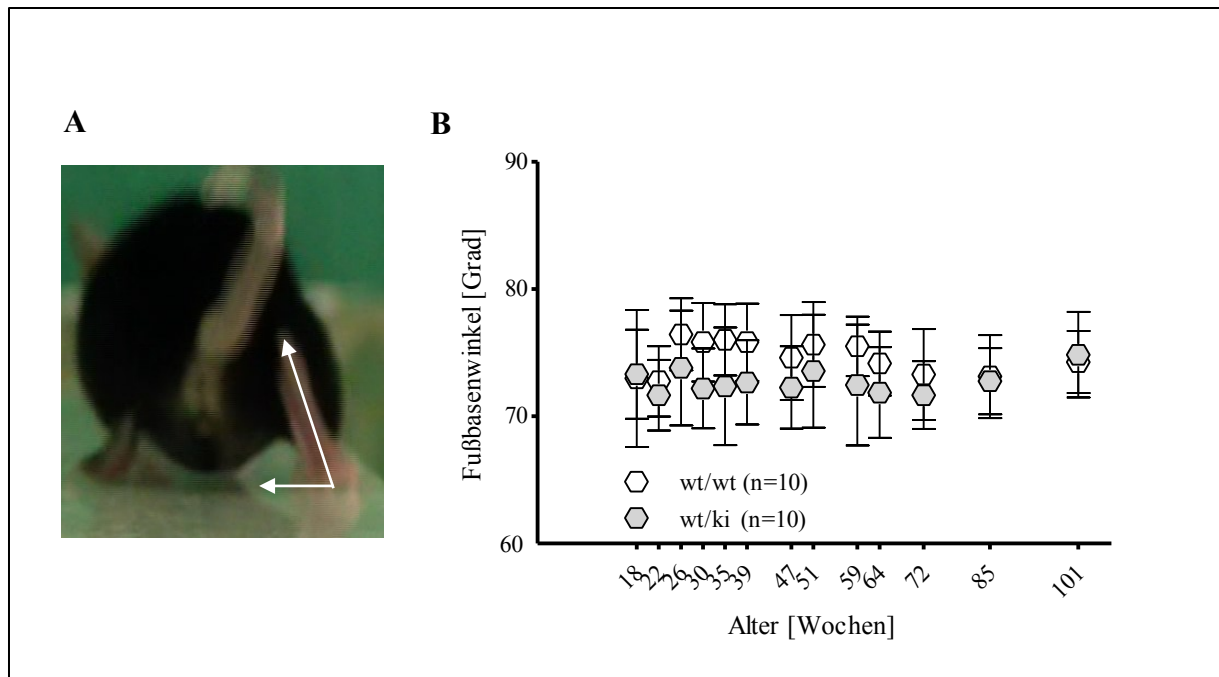 A
B
90
80
70
60
Fußbasenwinkel [Grad]
wt/wt (n=10)
wt/ki (n=10)
18 22 26 30 35 39 47 51 59 64 72 85 101
Alter [Wochen]